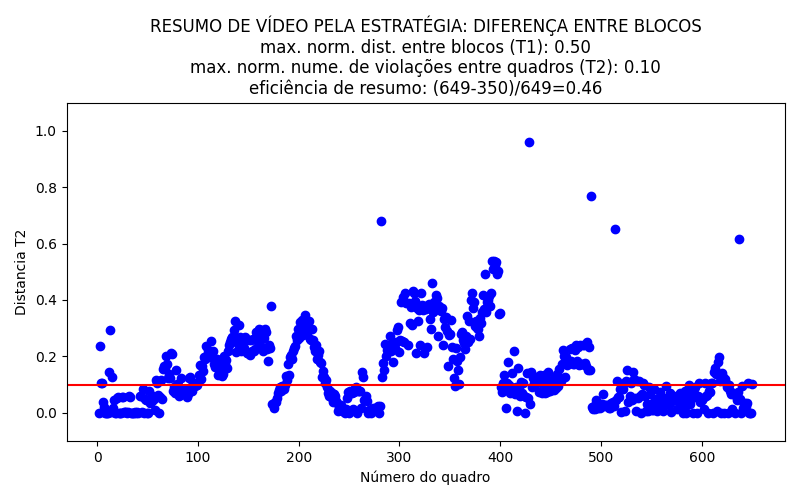 RESUMO DE VÍDEO PELA ESTRATÉGIA: DIFERENÇA ENTRE BLOCOS
max. norm. dist. entre blocos (T1): 0.50
max. norm. nume. de violações entre quadros (T2): 0.10
eficiência de resumo: (649-350)/649=0.46
1.0
0.8
0.6
0.4
0.2
0.0
Distancia T2
0 100 200 300 400 500 600
Número do quadro